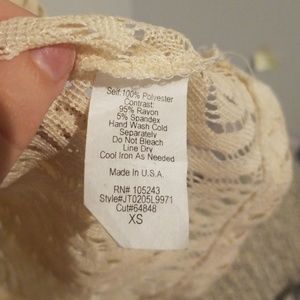 Self:100% Polyester
Contrast:
95% Rayon
5% Spandex
Hand Wash Cold
Separately
Do Not Bleach
Line Dry
Cool Iron As Needed
Made In U.S.A.
RN# 105243
Style#JT0205L9971
Cut#64848
XS